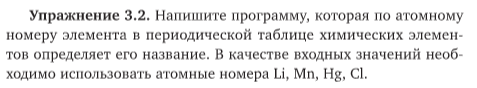 Упражнение 3.2. Напишите программу, которая по атомному
номеру элемента в периодической таблице химических элемен-
тов определяет его название. В качестве входных значений необ-
ходимо использовать атомные номера Li, Mn, Hg, Cl.